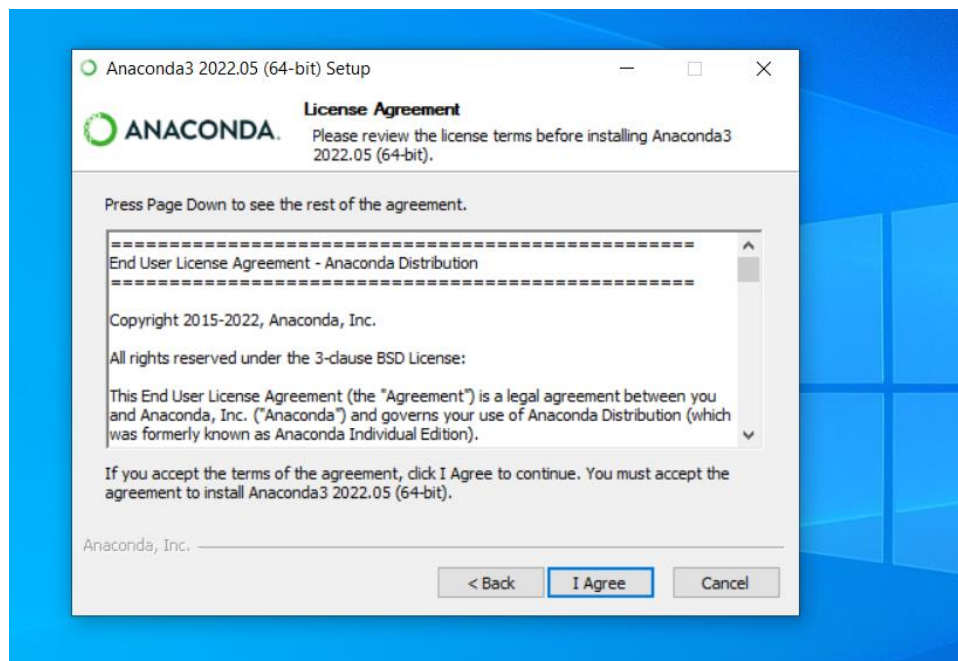 Anaconda3 2022.05 (64-bit) Setup
ANACONDA.
License Agreement
Please review the license terms before installing Anaconda3
2022.05 (64-bit).
Press Page Down to see the rest of the agreement.
==================================================
End User License Agreement - Anaconda Distribution
==================================================
Copyright 2015-2022, Anaconda, Inc.
All rights reserved under the 3-clause BSD License:
This End User License Agreement (the "Agreement") is a legal agreement between you
and Anaconda, Inc. ("Anaconda") and governs your use of Anaconda Distribution (which
was formerly known as Anaconda Individual Edition).
If you accept the terms of the agreement, click I Agree to continue. You must accept the
agreement to install Anaconda3 2022.05 (64-bit).
Anaconda, Inc.
< Back
I Agree
Cancel